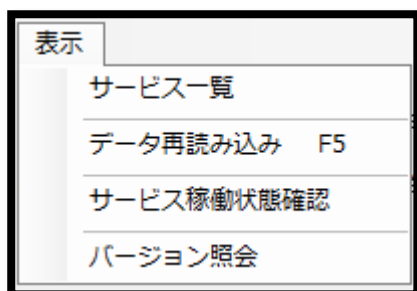 表示
サービス一覧
データ再読み込み F5
サービス稼働状態確認
バージョン照会